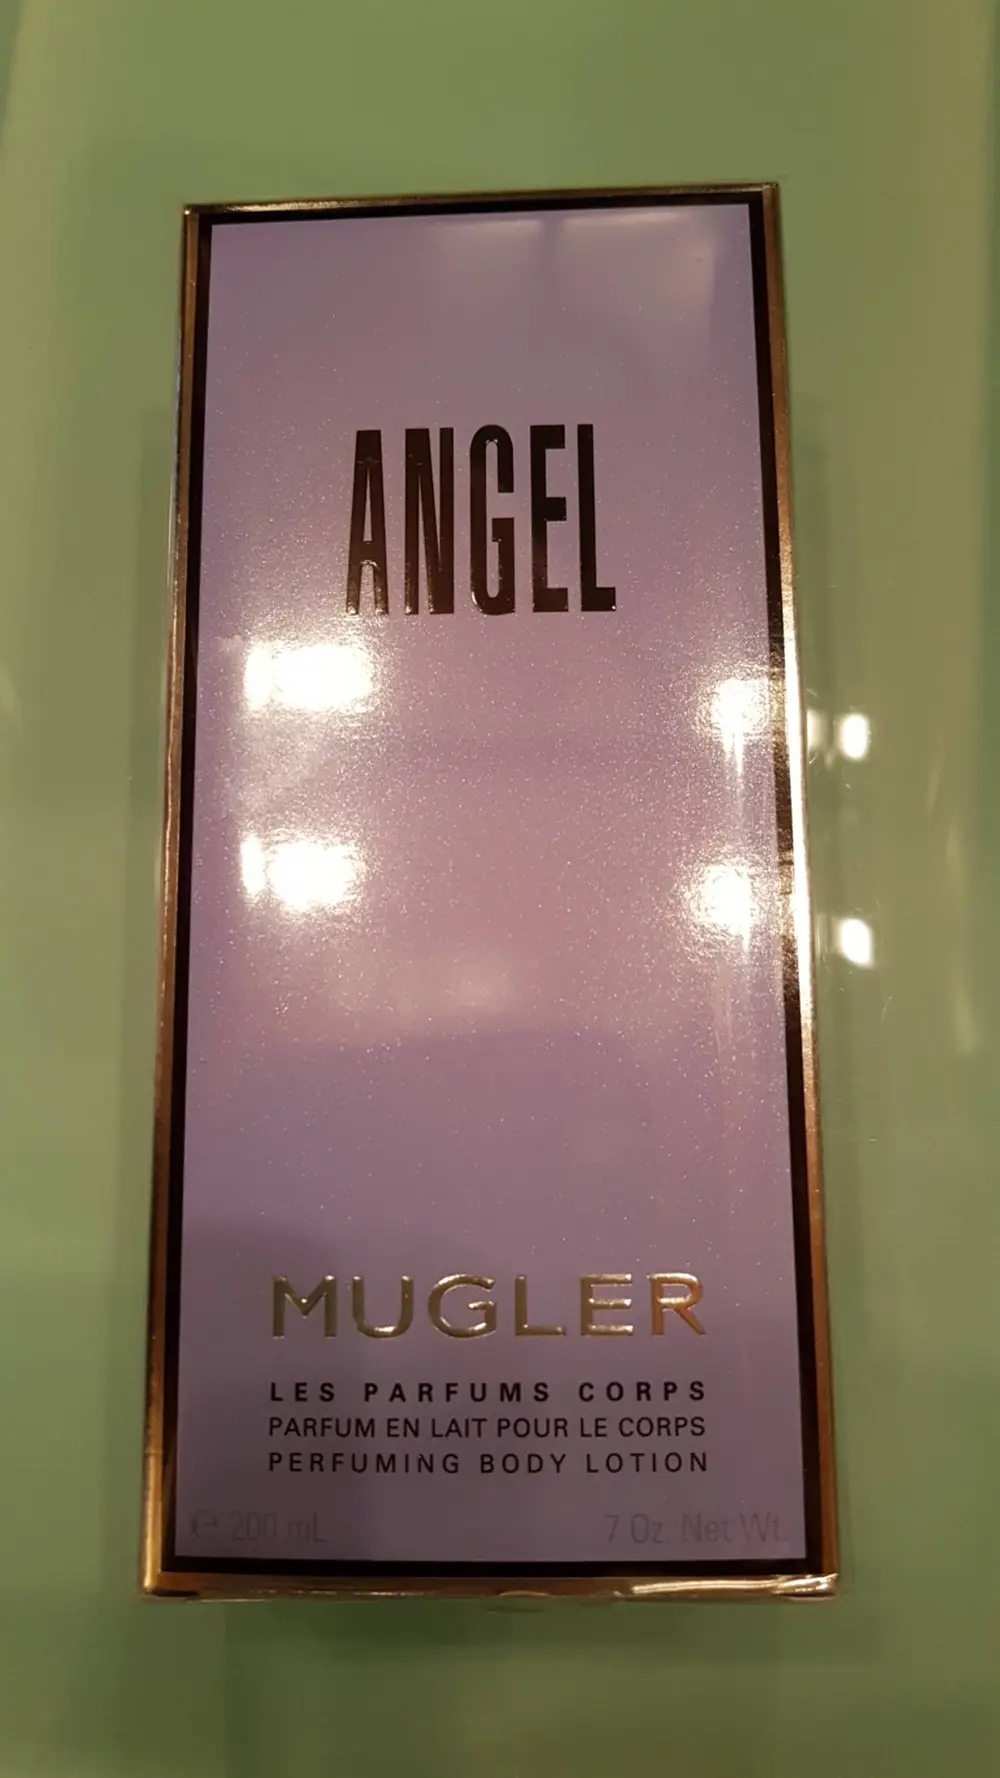 ANGEL
MUGLER
LES PARFUMS CORPS
PARFUM EN LAIT POUR LE CORPS
PERFUMING BODY LOTION
℮ 200 mL 7 Oz. Net Wt.